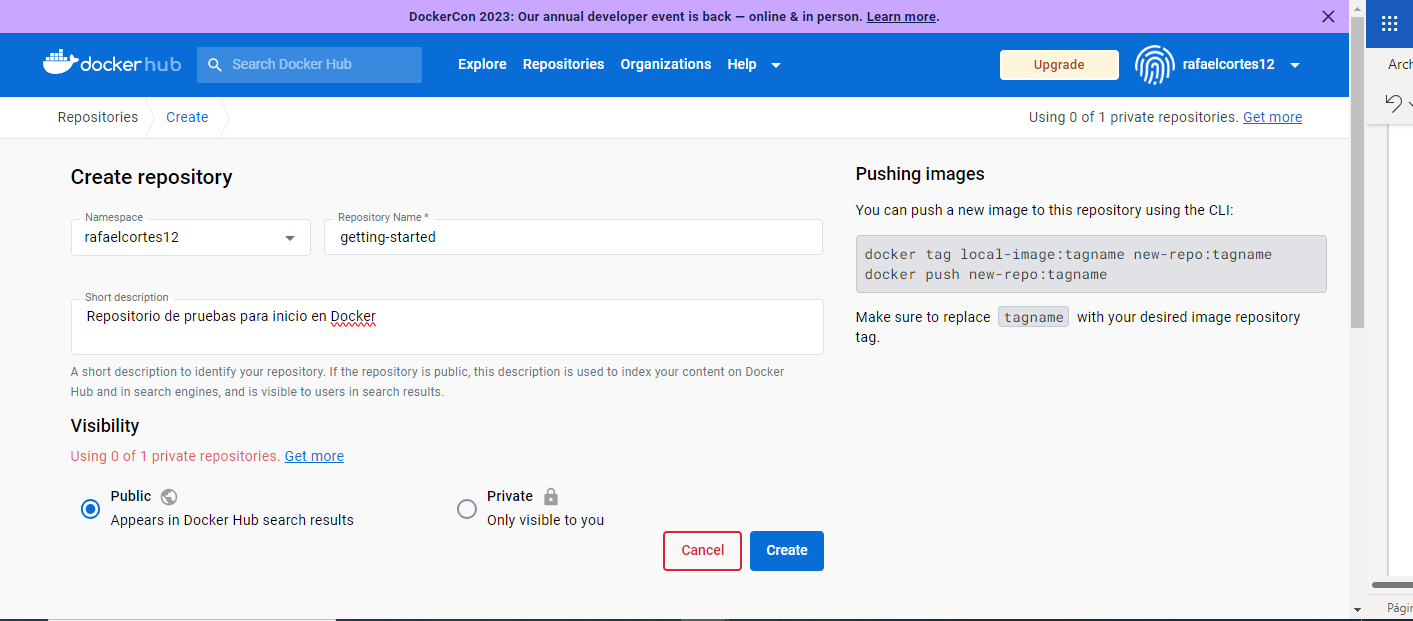 DockerCon 2023: Our annual developer event is back — online & in person. Learn more.
docker hub
Search Docker Hub
Explore
Repositories
Organizations
Help
Upgrade
rafaelcortes12
Arch
Repositories
Create
Using 0 of 1 private repositories. Get more
Create repository
Namespace
rafaelcortes12
Repository Name *
getting-started
Short description
Repositorio de pruebas para inicio en Docker
A short description to identify your repository. If the repository is public, this description is used to index your content on Docker
Hub and in search engines, and is visible to users in search results.
Visibility
Using 0 of 1 private repositories. Get more
Public
Appears in Docker Hub search results
Private
Only visible to you
Cancel
Create
Pushing images
You can push a new image to this repository using the CLI:
docker tag local-image:tagname new-repo:tagname
docker push new-repo:tagname
Make sure to replace tagname with your desired image repository
tag.
Págin